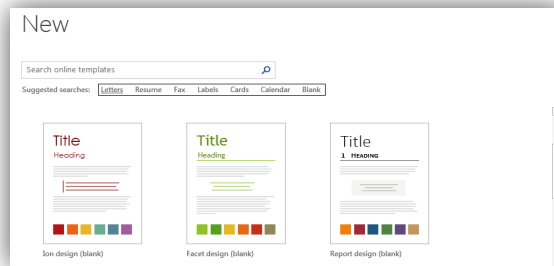 New
Search online templates
Suggested searches: Letters Resume Fax Labels Cards Calendar Blank
Title Title Title
Heading Heading 1 HEADING
Ion design (blank) Facet design (blank) Report design (blank)